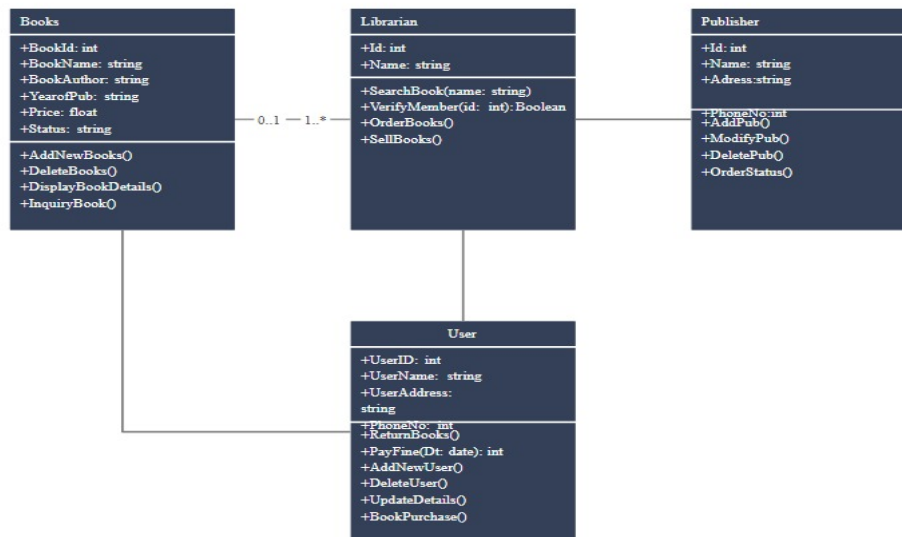 Books
+BookId: int
+BookName: string
+BookAuthor: string
+YearofPub: string
+Price: float
+Status: string
+AddNewBooks()
+DeleteBooks()
+DisplayBookDetails()
+InquiryBook()
0..1
1..*
Librarian
+Id: int
+Name: string
+SearchBook(name: string)
+VerifyMember(id: int):Boolean
+OrderBooks()
+SellBooks()
Publisher
+Id: int
+Name: string
+Adress:string
+PhoneNo:int
+AddPub()
+ModifyPub()
+DeletePub()
+OrderStatus()
User
+UserID: int
+UserName: string
+UserAddress:
string
+PhoneNo: int
+ReturnBooks()
+PayFine(Dt: date): int
+AddNewUser()
+DeleteUser()
+UpdateDetails()
+BookPurchase()